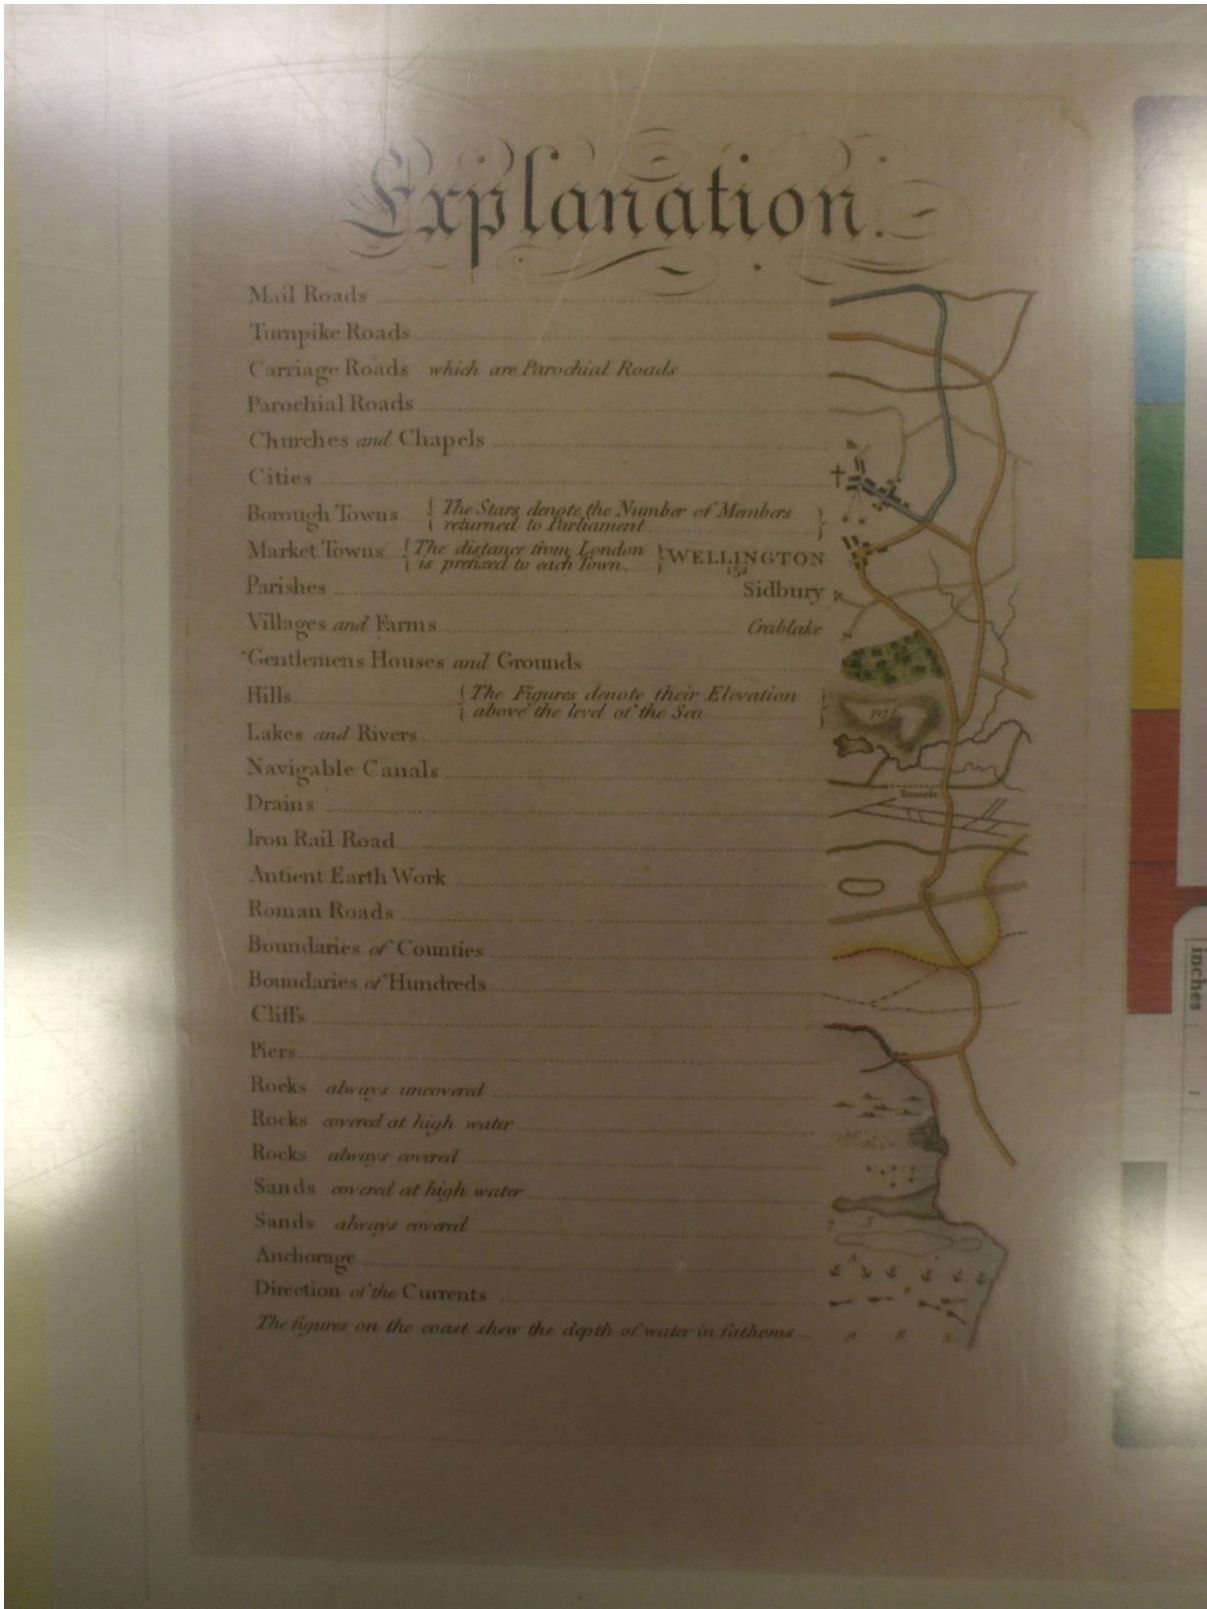 Explanation.
Mail Roads
Turnpike Roads
Carriage Roads which are Parochial Roads
Parochial Roads
Churches and Chapels
Cities
Borough Towns { The Stars denote the Number of Members
returned to Parliament }
Market Towns { The distance from London
is prefixed to each Town. } WELLINGTON
152
Parishes Sidbury
Villages and Farms Crablake
Gentlemens Houses and Grounds
Hills { The Figures denote their Elevation
above the level of the Sea }
Lakes and Rivers
Navigable Canals
Tunnel
Drains
Iron Rail Road
Antient Earth Work
Roman Roads
Boundaries of Counties
Boundaries of Hundreds
inches
Cliffs
Piers
Rocks always uncovered
Rocks covered at high water
Rocks always covered
Sands covered at high water
Sands always covered
7 5
Anchorage
Direction of the Currents
The figures on the coast shew the depth of water in fathoms